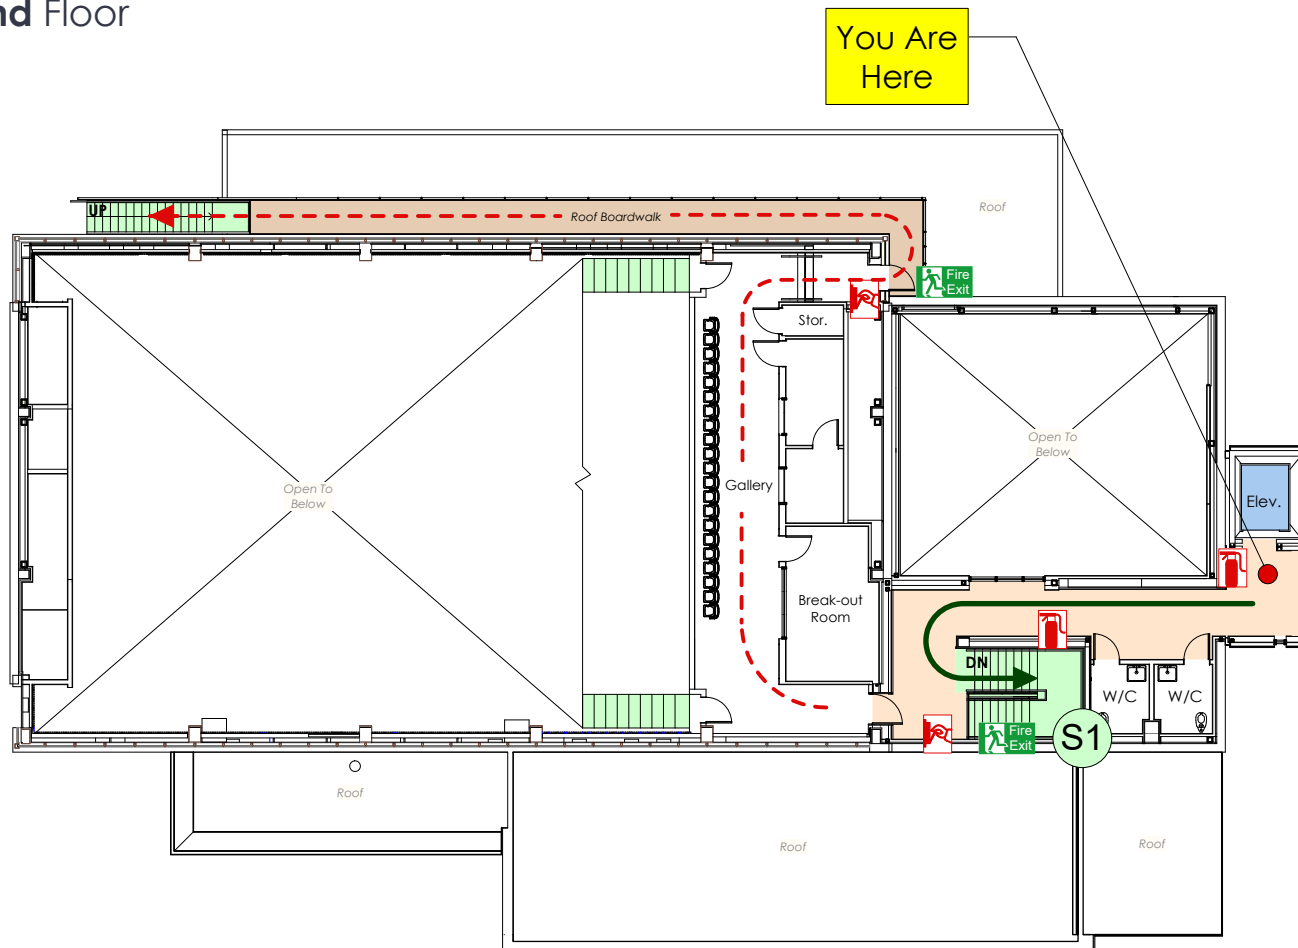 nd Floor
You Are
Here
UP
Roof Boardwalk
Roof
Fire
Exit
Stor.
Open To
Below
Open To
Below
Gallery
Elev.
Break-out
Room
DN
W/C
W/C
Fire
Exit
S1
Roof
Roof
Roof